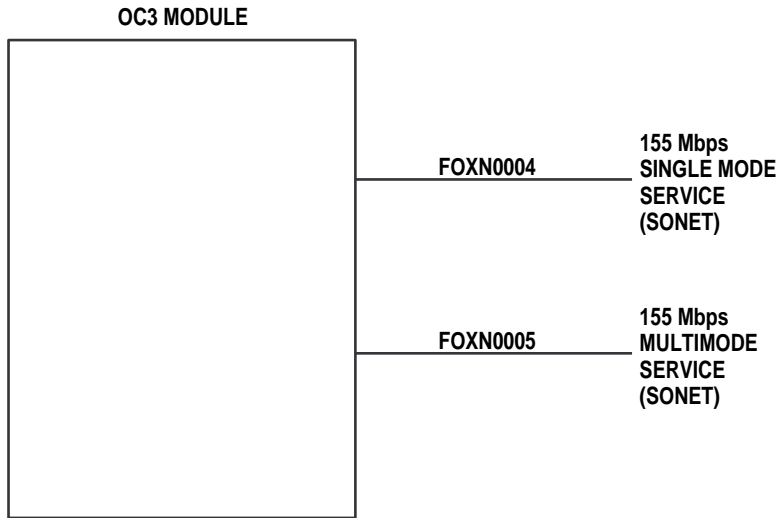 OC3 MODULE
FOXN0004
155 Mbps
SINGLE MODE
SERVICE
(SONET)
FOXN0005
155 Mbps
MULTIMODE
SERVICE
(SONET)